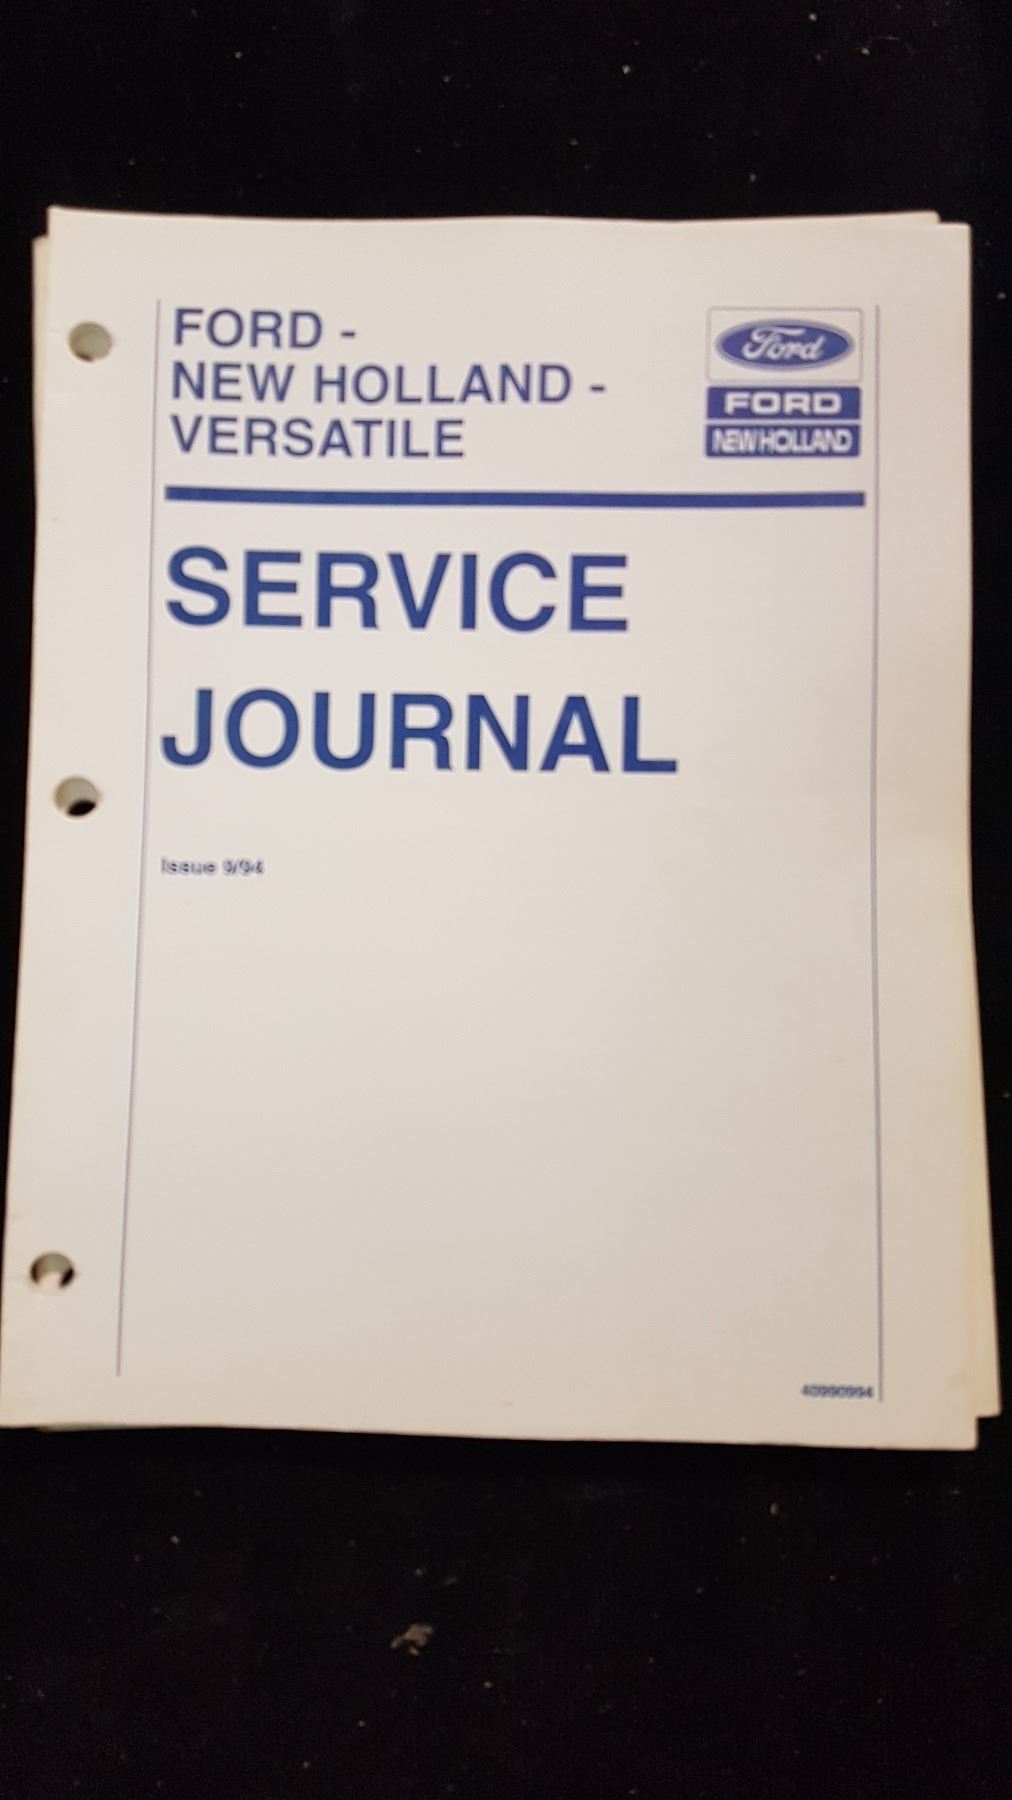 FORD -
NEW HOLLAND -
VERSATILE
Ford
FORD
NEW HOLLAND
SERVICE
JOURNAL
Issue 9/94
40990994